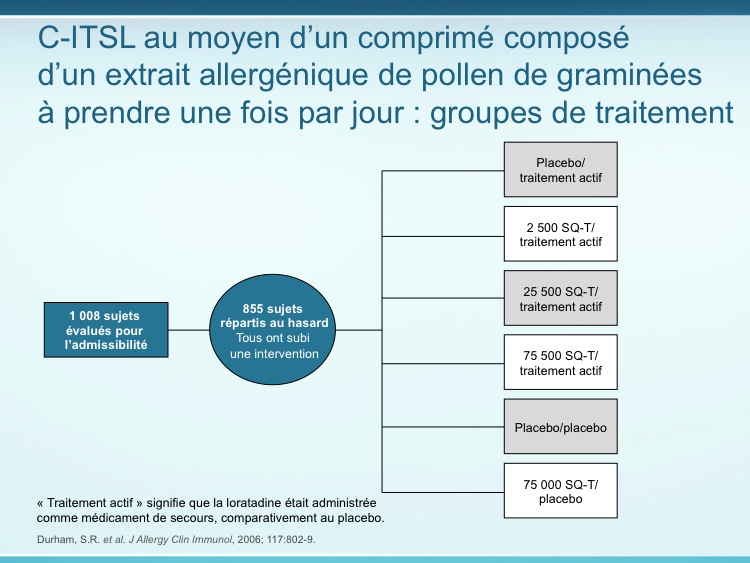 C-ITSL au moyen d’un comprimé composé
d’un extrait allergénique de pollen de graminées
à prendre une fois par jour : groupes de traitement
1 008 sujets
évalués pour
l’admissibilité
855 sujets
répartis au hasard
Tous ont subi
une intervention
Placebo/
traitement actif
2 500 SQ-T/
traitement actif
25 500 SQ-T/
traitement actif
75 500 SQ-T/
traitement actif
Placebo/placebo
75 000 SQ-T/
placebo
« Traitement actif » signifie que la loratadine était administrée
comme médicament de secours, comparativement au placebo.
Durham, S.R. et al. J Allergy Clin Immunol, 2006; 117:802-9.